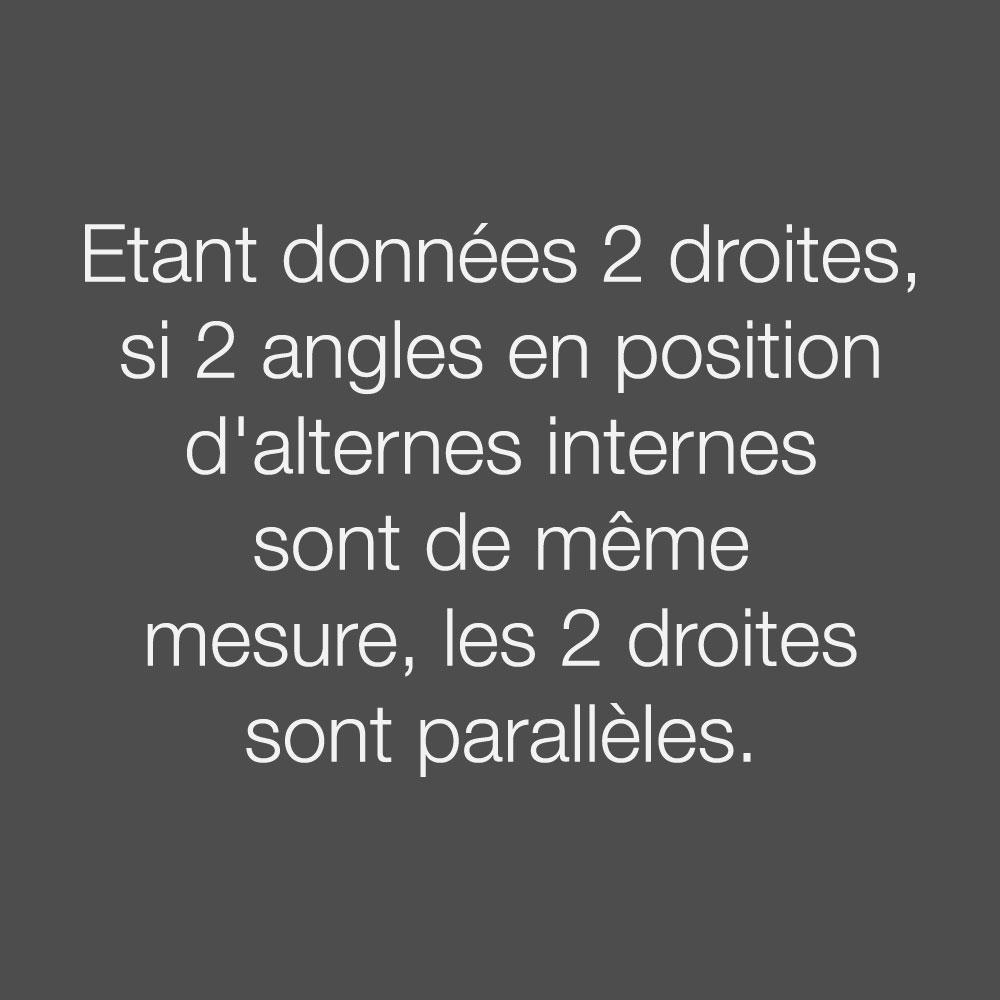 Etant données 2 droites,
si 2 angles en position
d'alternes internes
sont de même
mesure, les 2 droites
sont parallèles.